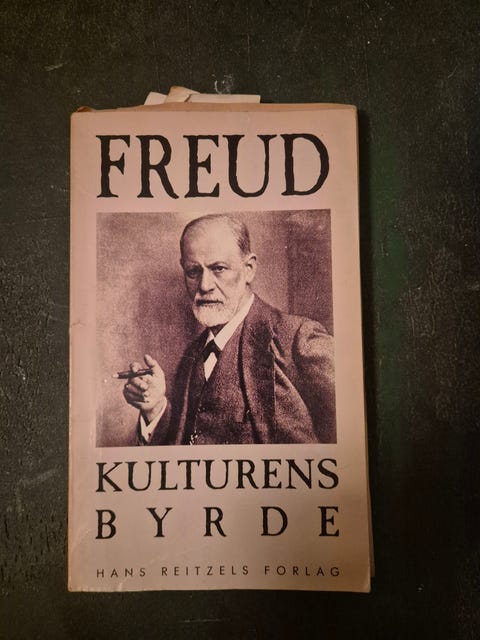 FREUD
KULTURENS
BYRDE
HANS REITZELS FORLAG